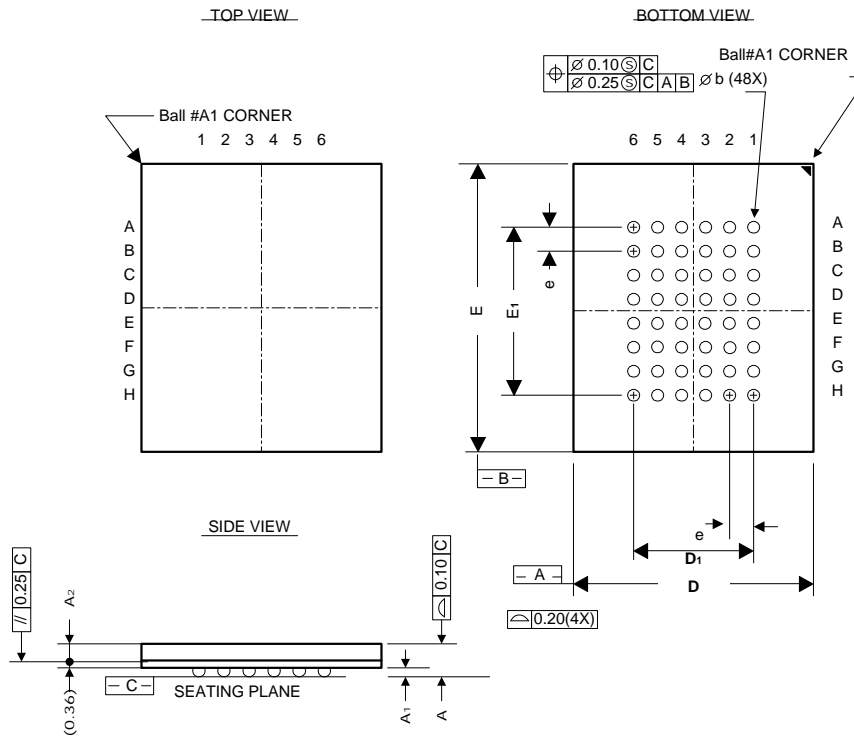 TOP VIEW
BOTTOM VIEW
Ball#A1 CORNER
⌖ ⌀ 0.10 Ⓢ C
⌀ 0.25 Ⓢ C A B
⌀ b (48X)
Ball #A1 CORNER
1 2 3 4 5 6
6 5 4 3 2 1
A
B
C
D
E
F
G
H
E
E1
e
A
B
C
D
E
F
G
H
– B –
e
D1
– A –
D
⌓ 0.20(4X)
SIDE VIEW
// 0.25 C
A2
⌓ 0.10 C
– C –
SEATING PLANE
(0.36)
A1
A